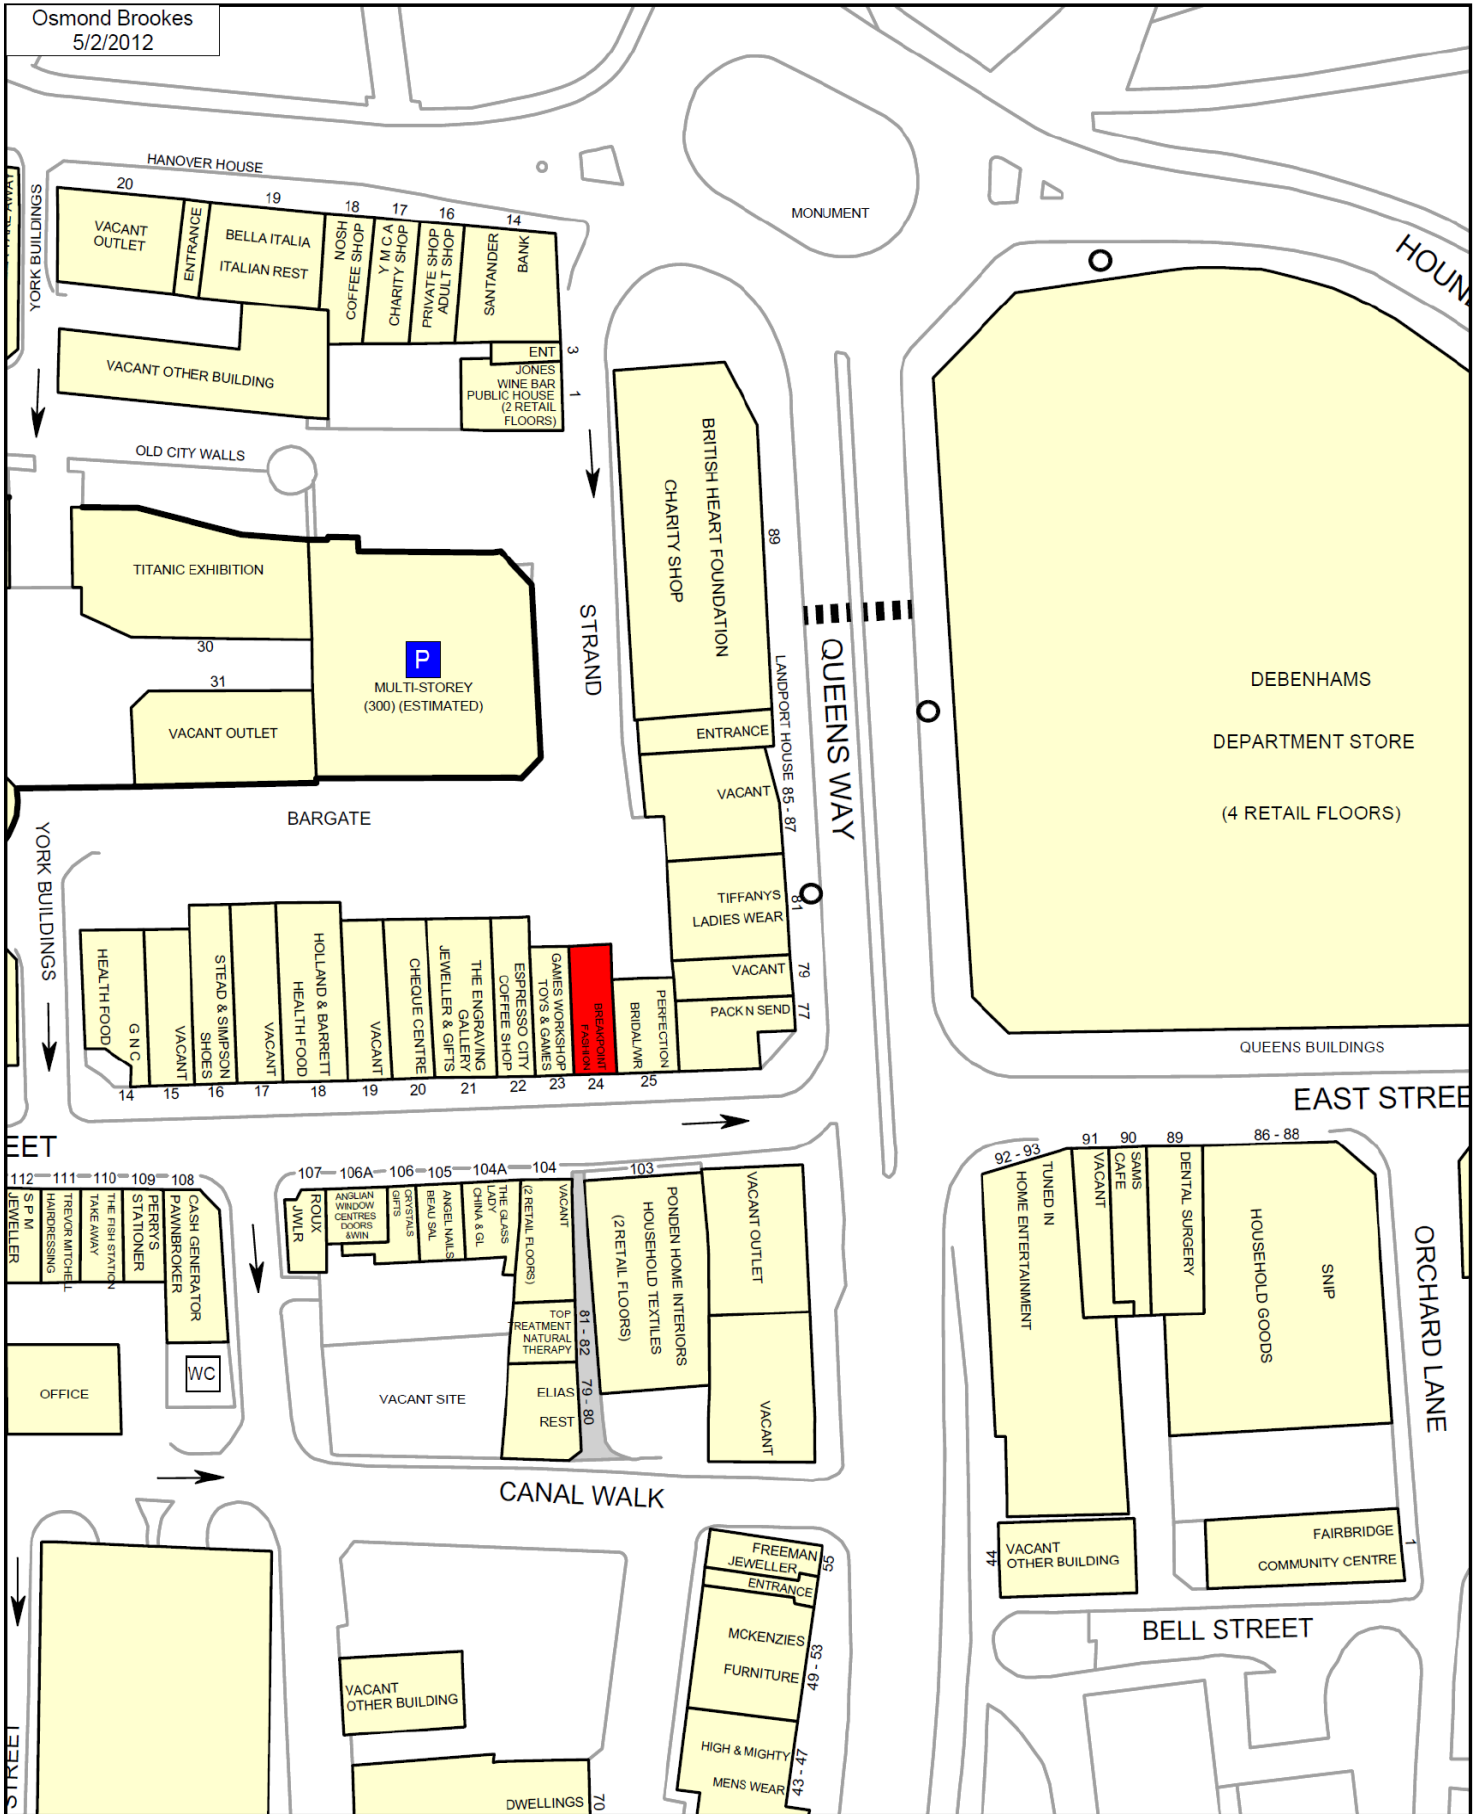 Osmond Brookes
5/2/2012
HANOVER HOUSE
YORK BUILDINGS
20
VACANT
OUTLET
ENTRANCE
19
BELLA ITALIA
ITALIAN REST
18
NOSH
COFFEE SHOP
17
Y M C A
CHARITY SHOP
16
PRIVATE SHOP
ADULT SHOP
14
SANTANDER
BANK
MONUMENT
HOUN
VACANT OTHER BUILDING
ENT
3
JONES
WINE BAR
PUBLIC HOUSE
(2 RETAIL
FLOORS)
1
OLD CITY WALLS
TITANIC EXHIBITION
30
31
VACANT OUTLET
P
MULTI-STOREY
(300) (ESTIMATED)
STRAND
BRITISH HEART FOUNDATION
CHARITY SHOP
89
ENTRANCE
LANDPORT HOUSE 85 - 87
VACANT
QUEENS WAY
TIFFANYS
LADIES WEAR
81
VACANT
79
PACK N SEND
77
DEBENHAMS
DEPARTMENT STORE
(4 RETAIL FLOORS)
QUEENS BUILDINGS
EAST STREE
BARGATE
YORK BUILDINGS
G N C
HEALTH FOOD
14
VACANT
15
STEAD & SIMPSON
SHOES
16
VACANT
17
HOLLAND & BARRETT
HEALTH FOOD
18
VACANT
19
CHEQUE CENTRE
20
THE ENGRAVING
GALLERY
JEWELLER & GIFTS
21
ESPRESSO CITY
COFFEE SHOP
22
GAMES WORKSHOP
TOYS & GAMES
23
BREAKPOINT
FASHION
24
PERFECTION
BRIDAL/WR
25
EET
112
S P M
JEWELLER
111
TREVOR MITCHELL
HAIRDRESSING
110
THE FISH STATION
TAKE AWAY
109
PERRYS
STATIONER
108
CASH GENERATOR
PAWNBROKER
WC
OFFICE
107
ROUX
JWLR
106A
ANGLIAN
WINDOW
CENTRES
DOORS
&WIN
106
CRYSTALS
GIFTS
105
ANGEL NAILS
BEAU SAL
104A
THE GLASS
LADY
CHINA & GL
104
VACANT
(2 RETAIL FLOORS)
TOP
TREATMENT
NATURAL
THERAPY
81 - 82
ELIAS
REST
79 - 80
VACANT SITE
103
PONDEN HOME INTERIORS
HOUSEHOLD TEXTILES
(2 RETAIL FLOORS)
VACANT OUTLET
VACANT
CANAL WALK
92 - 93
TUNED IN
HOME ENTERTAINMENT
91
VACANT
90
SAMS
CAFE
89
DENTAL SURGERY
86 - 88
SNIP
HOUSEHOLD GOODS
ORCHARD LANE
44
VACANT
OTHER BUILDING
FAIRBRIDGE
COMMUNITY CENTRE
1
BELL STREET
FREEMAN
JEWELLER
55
ENTRANCE
MCKENZIES
FURNITURE
49 - 53
HIGH & MIGHTY
MENS WEAR
43 - 47
VACANT
OTHER BUILDING
DWELLINGS
70
STREET